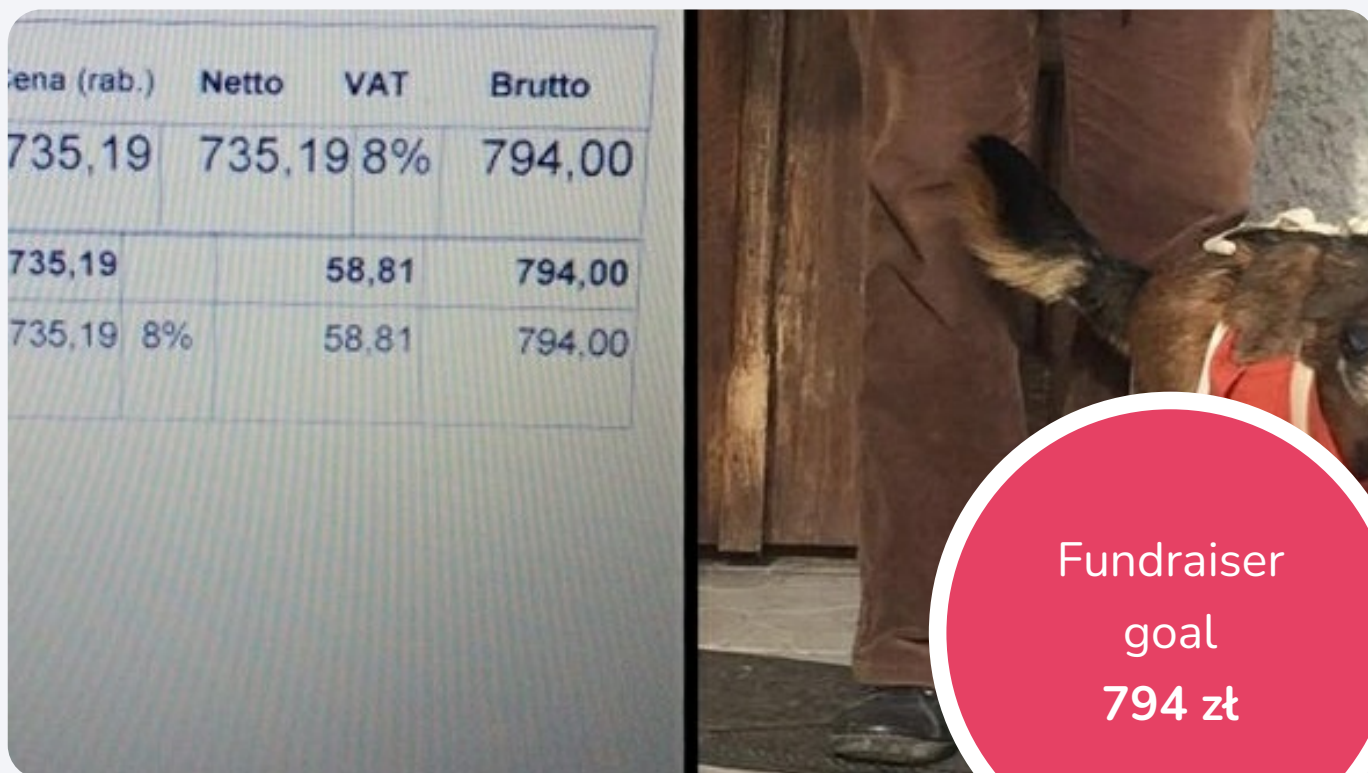 (rab.) Netto VAT Brutto
735,19 735,19 8% 794,00
735,19 58,81 794,00
735,19 8% 58,81 794,00
Fundraiser
goal
794 zł